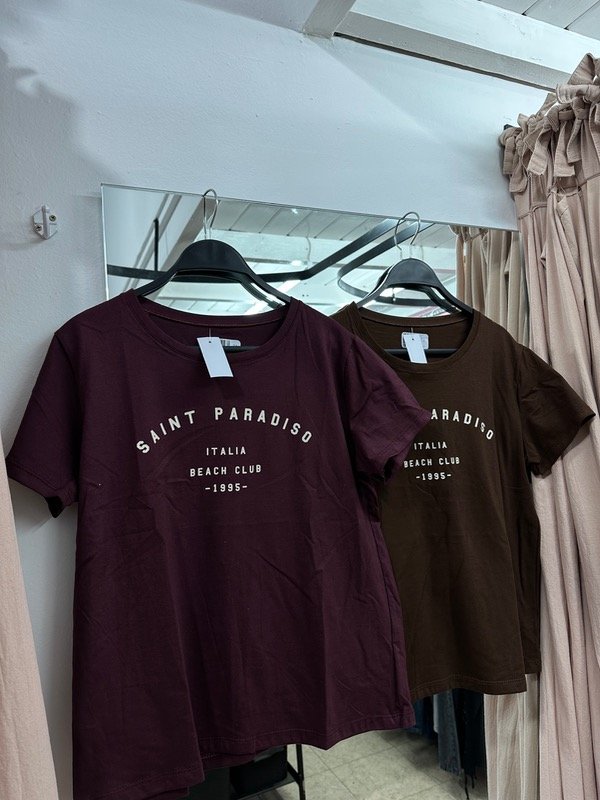 SAINT PARADISO
ITALIA
BEACH CLUB
-1995-
PARADISO
ITALIA
BEACH CLUB
-1995-